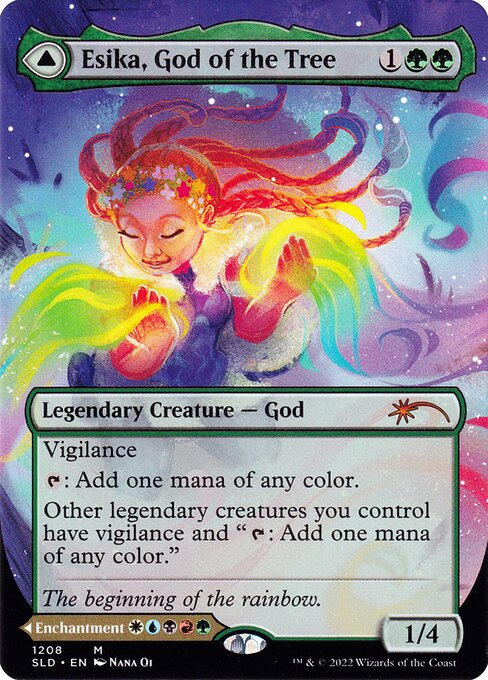 Esika, God of the Tree 1
Legendary Creature — God
Vigilance
: Add one mana of any color.
Other legendary creatures you control
have vigilance and “: Add one mana
of any color.”
The beginning of the rainbow.
Enchantment
1/4
1208 M
SLD • EN Nana Qi
™ & © 2022 Wizards of the Coast